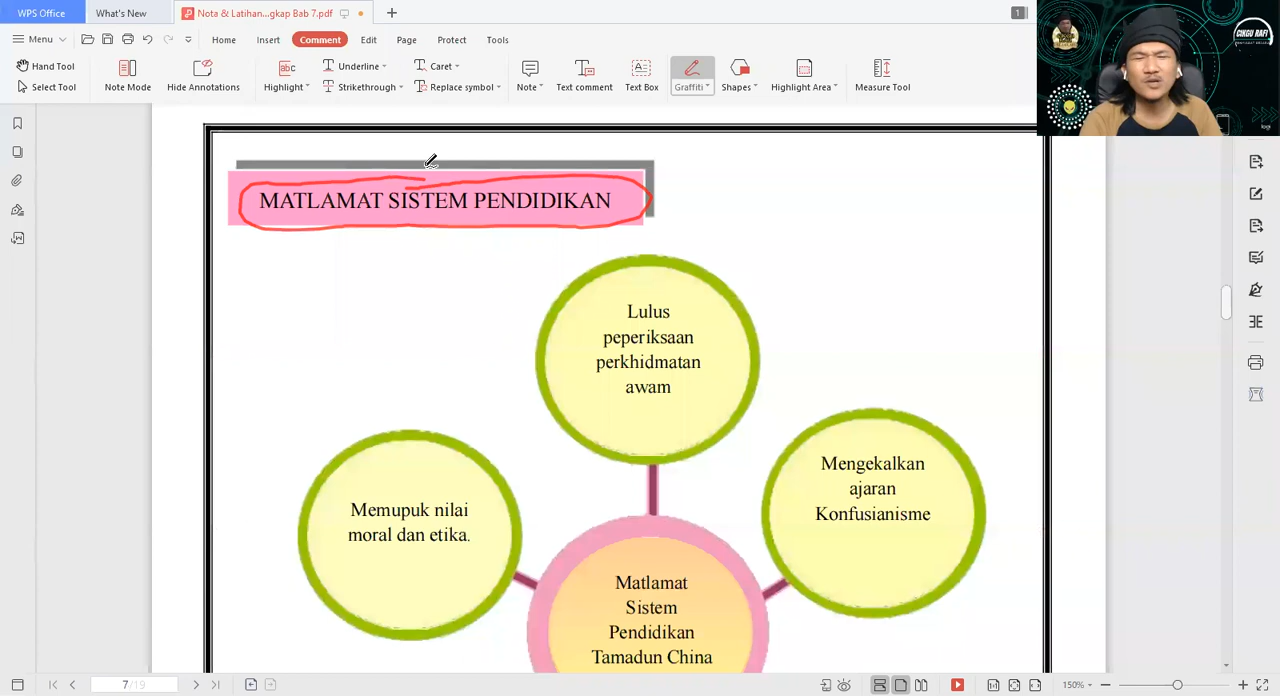 WPS Office What's New Nota & Latihan...gkap Bab 7.pdf 1
Menu Home Insert Comment Edit Page Protect Tools
Hand Tool
Select Tool
Note Mode Hide Annotations Highlight Underline Strikethrough Caret Replace symbol Note Text comment Text Box Graffiti Shapes Highlight Area Measure Tool
CIKGU RAFI
MATLAMAT SISTEM PENDIDIKAN
Lulus
peperiksaan
perkhidmatan
awam
Mengekalkan
ajaran
Konfusianisme
Memupuk nilai
moral dan etika.
Matlamat
Sistem
Pendidikan
Tamadun China
7/19 150%